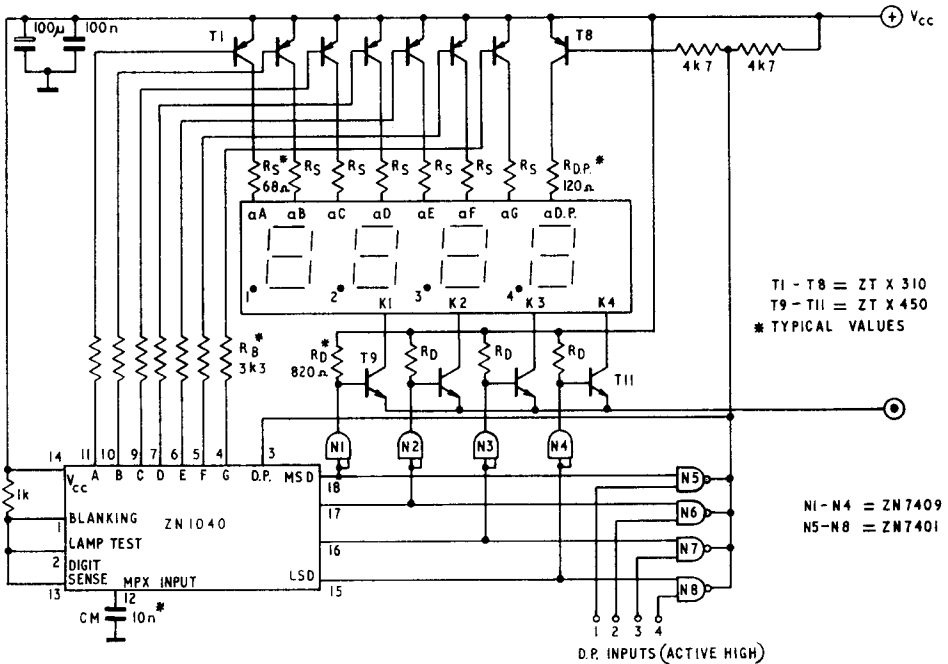 100µ
100n
T1
T8
+ Vcc
4k7
4k7
RS*
68Ω
RS
RS
RS
RS
RS
RS
RD.P.*
120Ω
aA
aB
aC
aD
aE
aF
aG
aD.P.
1
2
3
4
K1
K2
K3
K4
T1 - T8 = ZT X 310
T9 - T11 = ZT X 450
* TYPICAL VALUES
RB*
3k3
RD*
820Ω
T9
RD
RD
RD
T11
N1
N2
N3
N4
14
11
10
9
7
6
5
4
3
A
B
C
D
E
F
G
D.P.
MSD
18
Vcc
1k
BLANKING
1
ZN1040
17
LAMP TEST
2
16
DIGIT
SENSE
13
MPX INPUT
12
LSD
15
CM
10n*
N5
N6
N7
N8
N1-N4 = ZN7409
N5-N8 = ZN7401
1
2
3
4
D.P. INPUTS (ACTIVE HIGH)